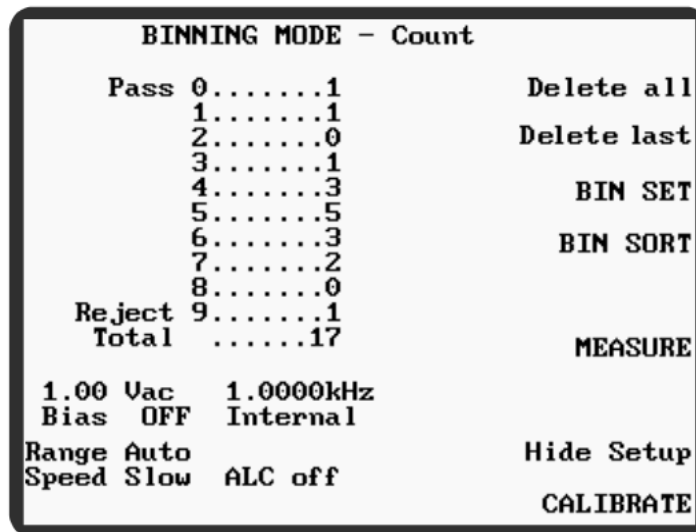 BINNING MODE - Count
Pass 0.......1 Delete all
1.......1
2.......0 Delete last
3.......1
4.......3 BIN SET
5.......5
6.......3 BIN SORT
7.......2
8.......0
Reject 9.......1
Total ......17 MEASURE
1.00 Vac 1.0000kHz
Bias OFF Internal
Range Auto Hide Setup
Speed Slow ALC off
CALIBRATE